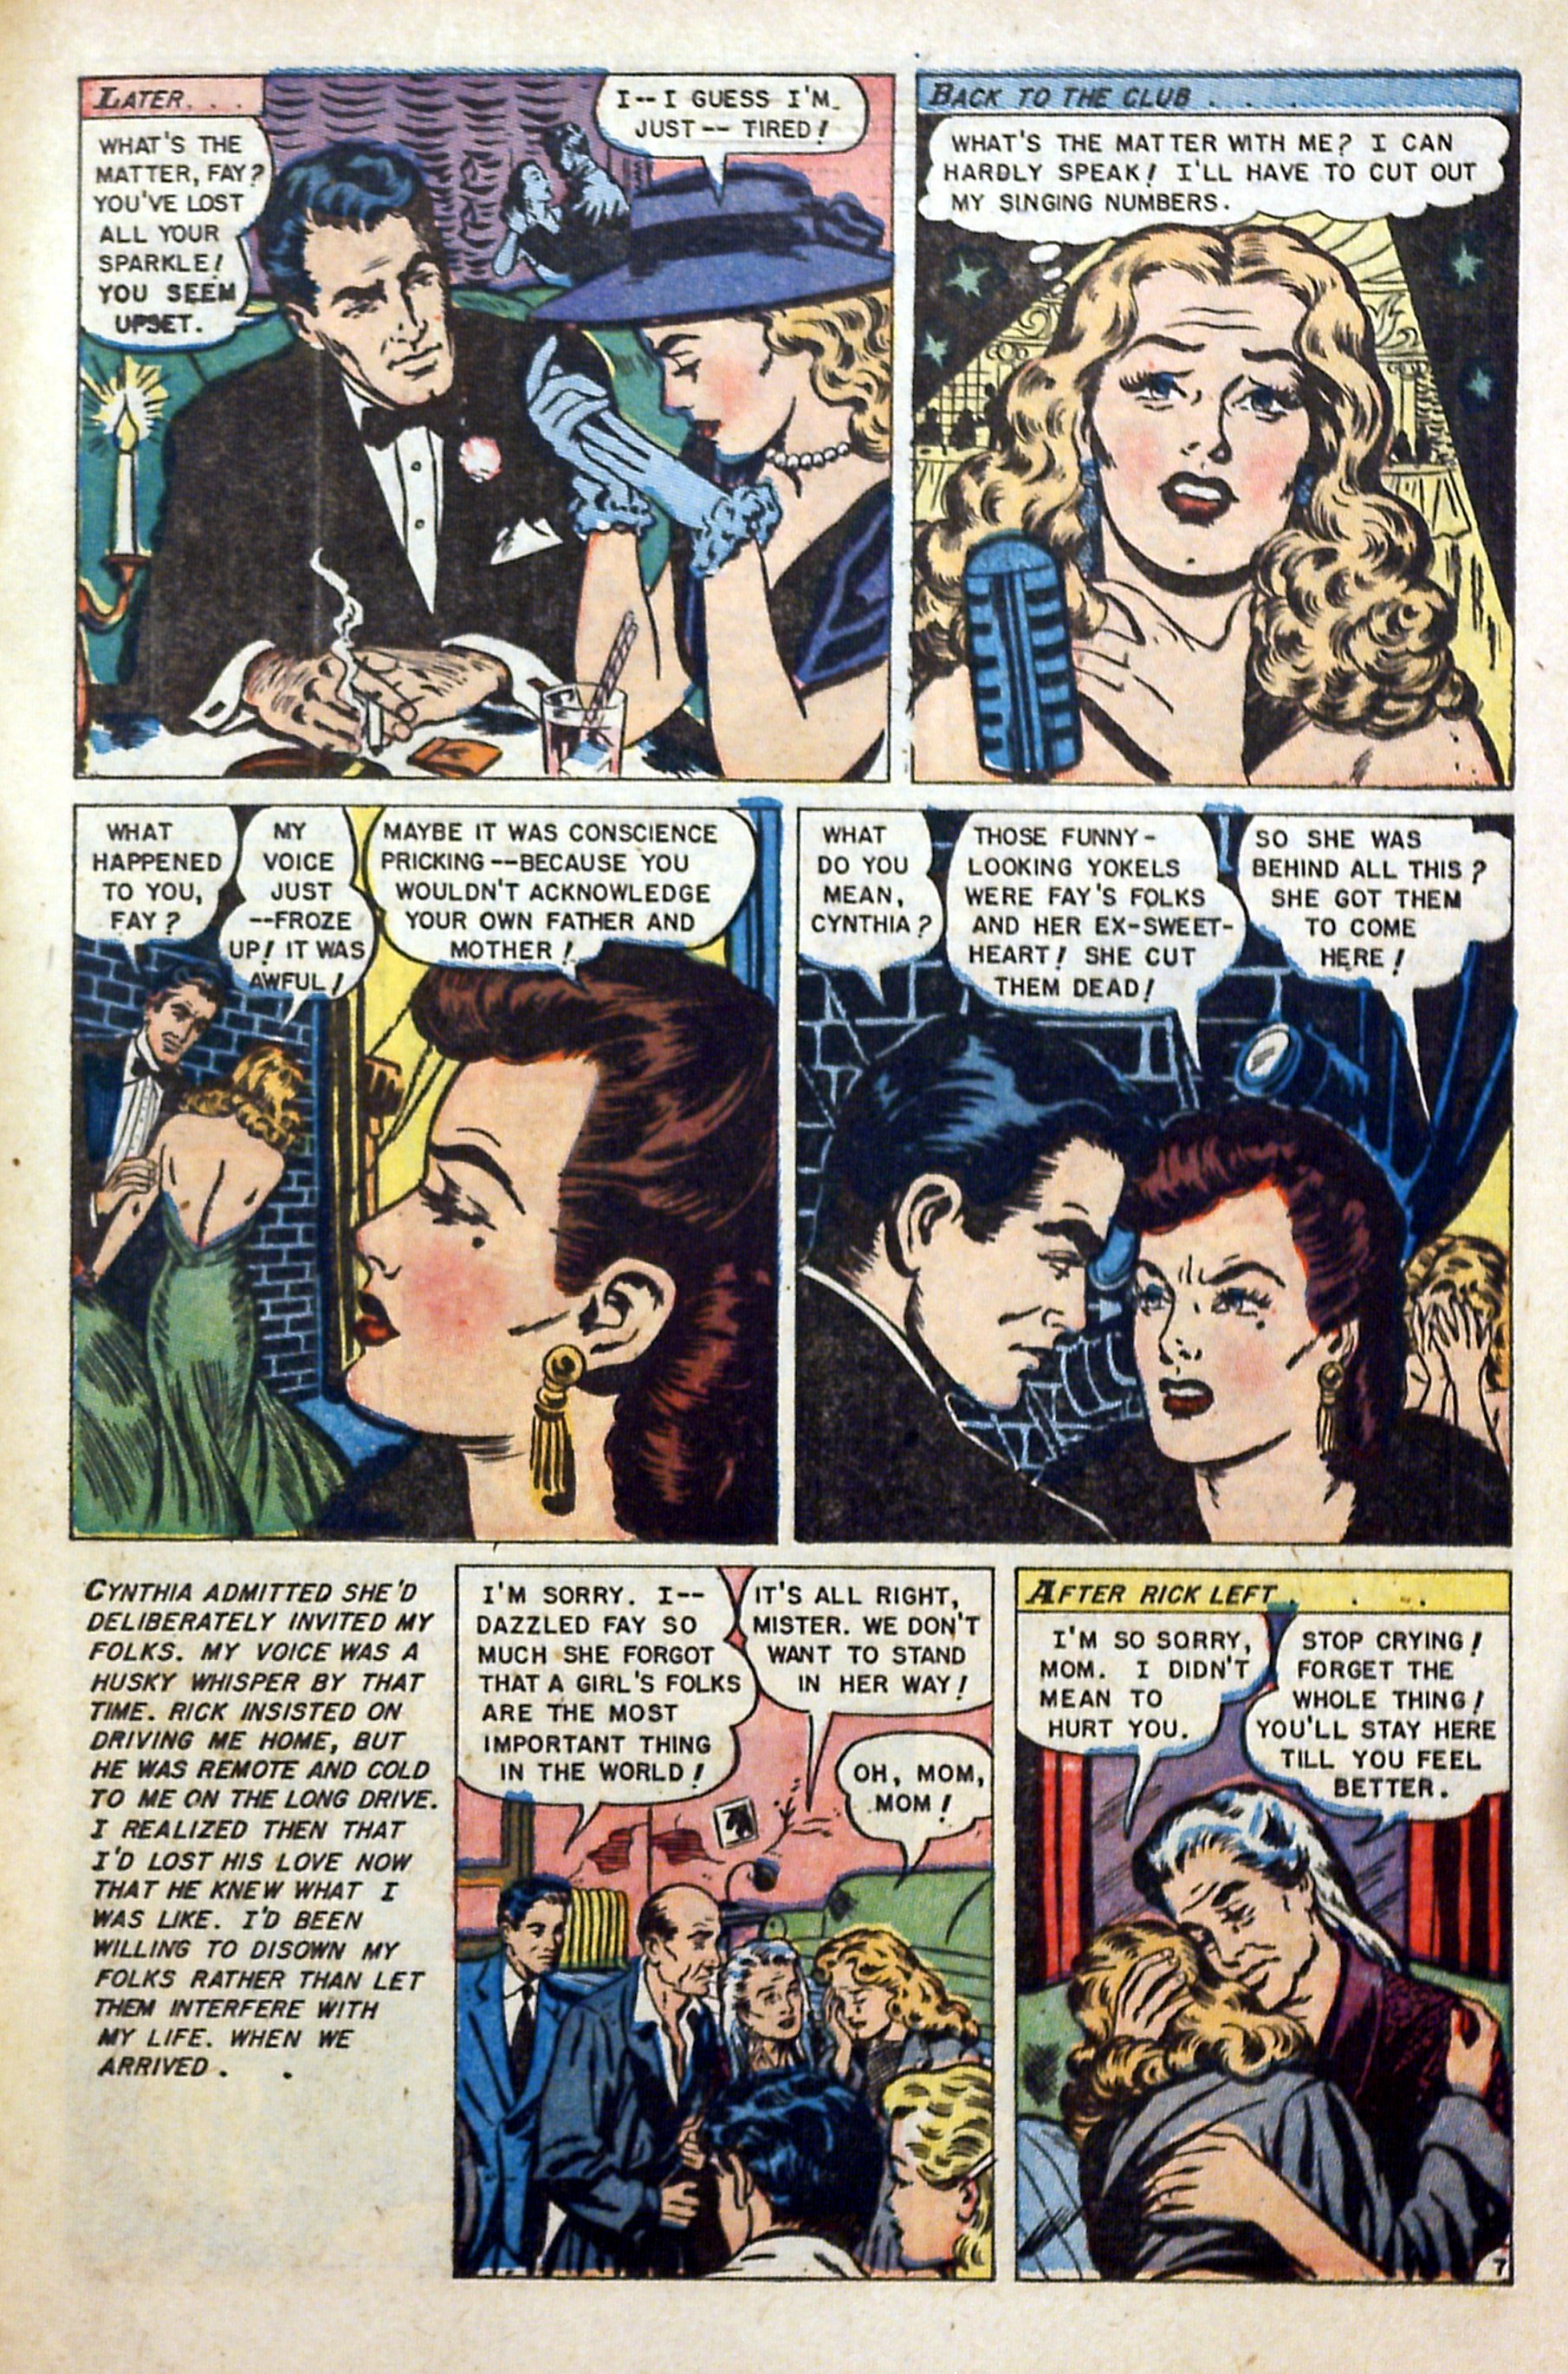 LATER. . .
WHAT'S THE
MATTER, FAY?
YOU'VE LOST
ALL YOUR
SPARKLE!
YOU SEEM
UPSET.
I--I GUESS I'M
JUST-- TIRED!
BACK TO THE CLUB . . . .
WHAT'S THE MATTER WITH ME? I CAN
HARDLY SPEAK! I'LL HAVE TO CUT OUT
MY SINGING NUMBERS.
WHAT
HAPPENED
TO YOU,
FAY?
MY
VOICE
JUST
--FROZE
UP! IT WAS
AWFUL!
MAYBE IT WAS CONSCIENCE
PRICKING--BECAUSE YOU
WOULDN'T ACKNOWLEDGE
YOUR OWN FATHER AND
MOTHER!
WHAT
DO YOU
MEAN,
CYNTHIA?
THOSE FUNNY-
LOOKING YOKELS
WERE FAY'S FOLKS
AND HER EX-SWEET-
HEART! SHE CUT
THEM DEAD!
SO SHE WAS
BEHIND ALL THIS?
SHE GOT THEM
TO COME
HERE!
CYNTHIA ADMITTED SHE'D
DELIBERATELY INVITED MY
FOLKS. MY VOICE WAS A
HUSKY WHISPER BY THAT
TIME. RICK INSISTED ON
DRIVING ME HOME, BUT
HE WAS REMOTE AND COLD
TO ME ON THE LONG DRIVE.
I REALIZED THEN THAT
I'D LOST HIS LOVE NOW
THAT HE KNEW WHAT I
WAS LIKE. I'D BEEN
WILLING TO DISOWN MY
FOLKS RATHER THAN LET
THEM INTERFERE WITH
MY LIFE. WHEN WE
ARRIVED . .
I'M SORRY. I--
DAZZLED FAY SO
MUCH SHE FORGOT
THAT A GIRL'S FOLKS
ARE THE MOST
IMPORTANT THING
IN THE WORLD!
IT'S ALL RIGHT,
MISTER. WE DON'T
WANT TO STAND
IN HER WAY!
OH, MOM,
MOM!
AFTER RICK LEFT. . . .
I'M SO SORRY,
MOM. I DIDN'T
MEAN TO
HURT YOU.
STOP CRYING!
FORGET THE
WHOLE THING!
YOU'LL STAY HERE
TILL YOU FEEL
BETTER.
7